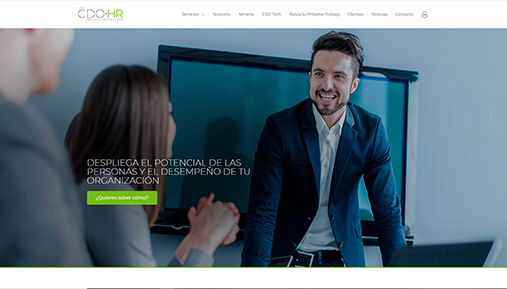 CDO·HR
Servicios
Nosotros
Minería
CDO Tech
Busca tu Próximo Trabajo
Clientes
Noticias
Contacto
DESPLIEGA EL POTENCIAL DE LAS
PERSONAS Y EL DESEMPEÑO DE TU
ORGANIZACIÓN
¿Quieres saber cómo?